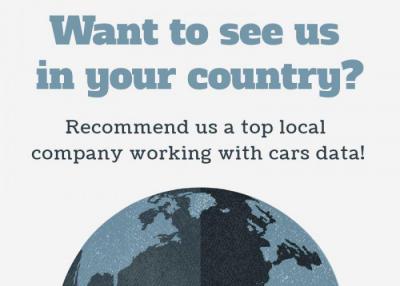 Want to see us
in your country?
Recommend us a top local
company working with cars data!